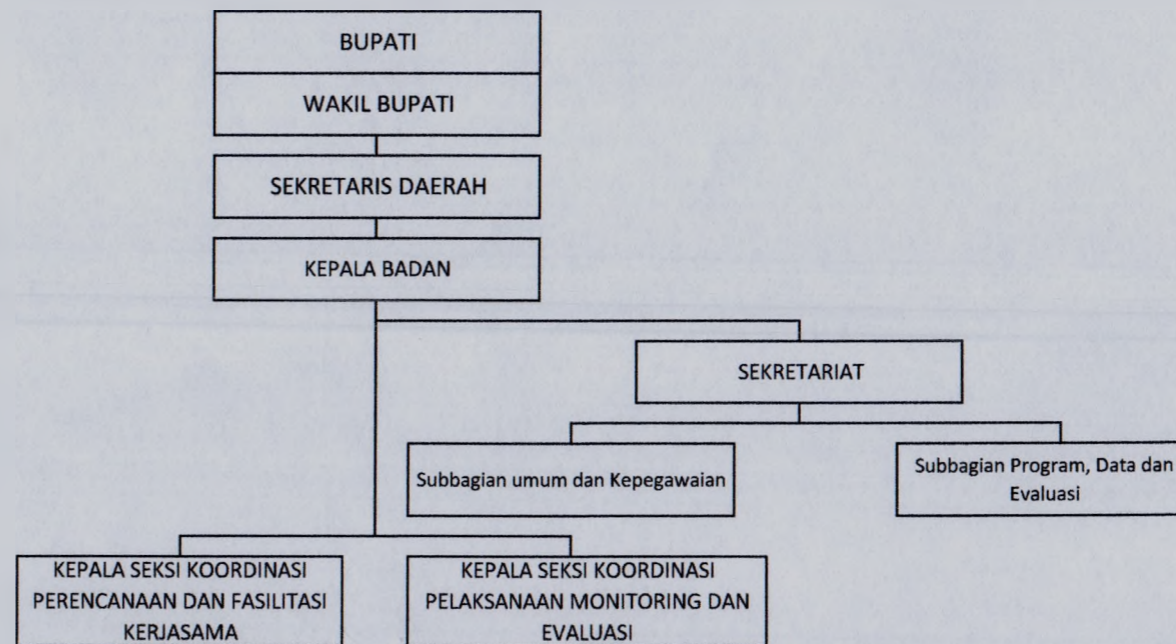 BUPATI
WAKIL BUPATI
SEKRETARIS DAERAH
KEPALA BADAN
SEKRETARIAT
Subbagian umum dan Kepegawaian
Subbagian Program, Data dan
Evaluasi
KEPALA SEKSI KOORDINASI
PERENCANAAN DAN FASILITASI
KERJASAMA
KEPALA SEKSI KOORDINASI
PELAKSANAAN MONITORING DAN
EVALUASI